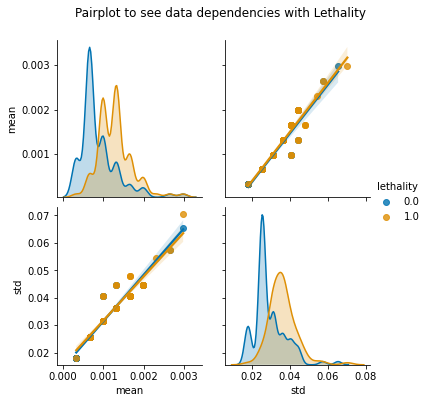 Pairplot to see data dependencies with Lethality
0.003
0.002
0.001
mean
lethality
0.0
1.0
0.07
0.06
0.05
0.04
0.03
0.02
std
0.000 0.001 0.002 0.003
mean
0.02 0.04 0.06 0.08
std